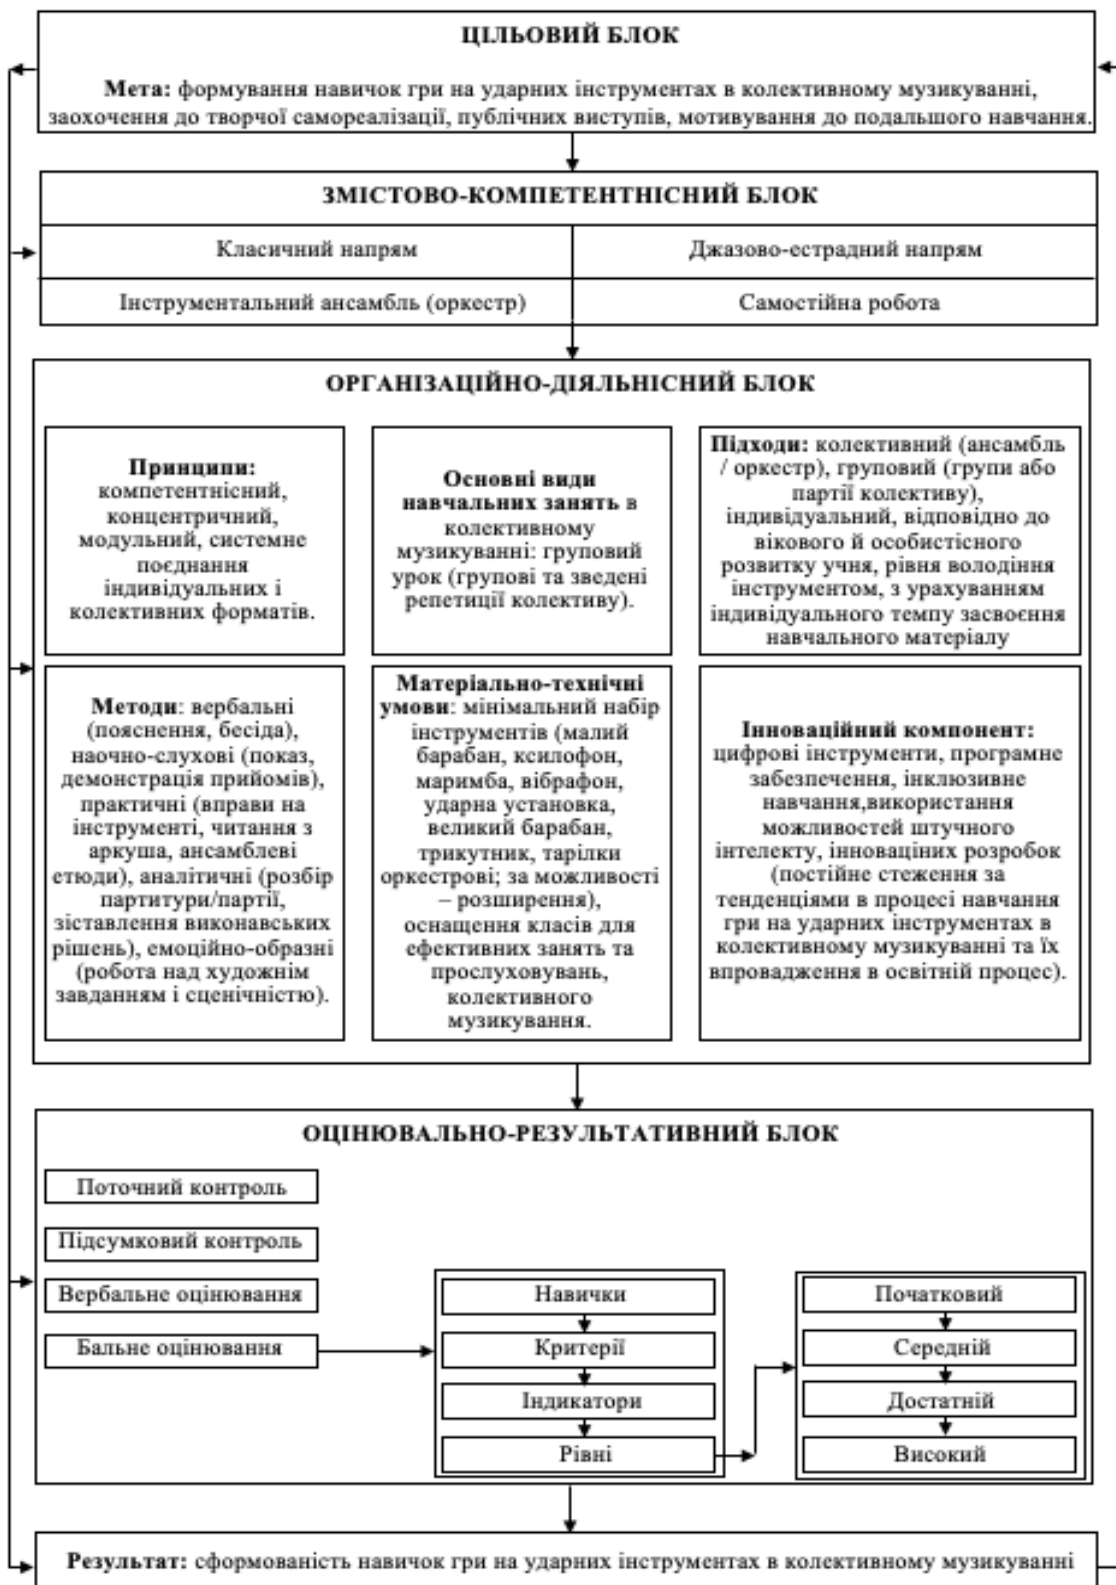 ЦІЛЬОВИЙ БЛОК
Мета: формування навичок гри на ударних інструментах в колективному музикуванні,
заохочення до творчої самореалізації, публічних виступів, мотивування до подальшого навчання.
ЗМІСТОВО-КОМПЕТЕНТНІСНИЙ БЛОК
Класичний напрям
Джазово-естрадний напрям
Інструментальний ансамбль (оркестр)
Самостійна робота
ОРГАНІЗАЦІЙНО-ДІЯЛЬНІСНИЙ БЛОК
Принципи:
компетентнісний,
концентричний,
модульний, системне
поєднання
індивідуальних і
колективних форматів.
Основні види
навчальних занять в
колективному
музикуванні: груповий
урок (групові та зведені
репетиції колективу).
Підходи: колективний (ансамбль
/ оркестр), груповий (групи або
партії колективу),
індивідуальний, відповідно до
вікового й особистісного
розвитку учня, рівня володіння
інструментом, з урахуванням
індивідуального темпу засвоєння
навчального матеріалу
Методи: вербальні
(пояснення, бесіда),
наочно-слухові (показ,
демонстрація прийомів),
практичні (вправи на
інструменті, читання з
аркуша, ансамблеві
етюди), аналітичні (розбір
партитури/партії,
зіставлення виконавських
рішень), емоційно-образні
(робота над художнім
завданням і сценічністю).
Матеріально-технічні
умови: мінімальний набір
інструментів (малий
барабан, ксилофон,
маримба, вібрафон,
ударна установка,
великий барабан,
трикутник, тарілки
оркестрові; за можливості
– розширення),
оснащення класів для
ефективних занять та
прослуховувань,
колективного
музикування.
Інноваційний компонент:
цифрові інструменти, програмне
забезпечення, інклюзивне
навчання,використання
можливостей штучного
інтелекту, інноваціних розробок
(постійне стеження за
тенденціями в процесі навчання
гри на ударних інструментах в
колективному музикуванні та їх
впровадження в освітній процес).
ОЦІНЮВАЛЬНО-РЕЗУЛЬТАТИВНИЙ БЛОК
Поточний контроль
Підсумковий контроль
Вербальне оцінювання
Бальне оцінювання
Навички
Критерії
Індикатори
Рівні
Початковий
Середній
Достатній
Високий
Результат: сформованість навичок гри на ударних інструментах в колективному музикуванні